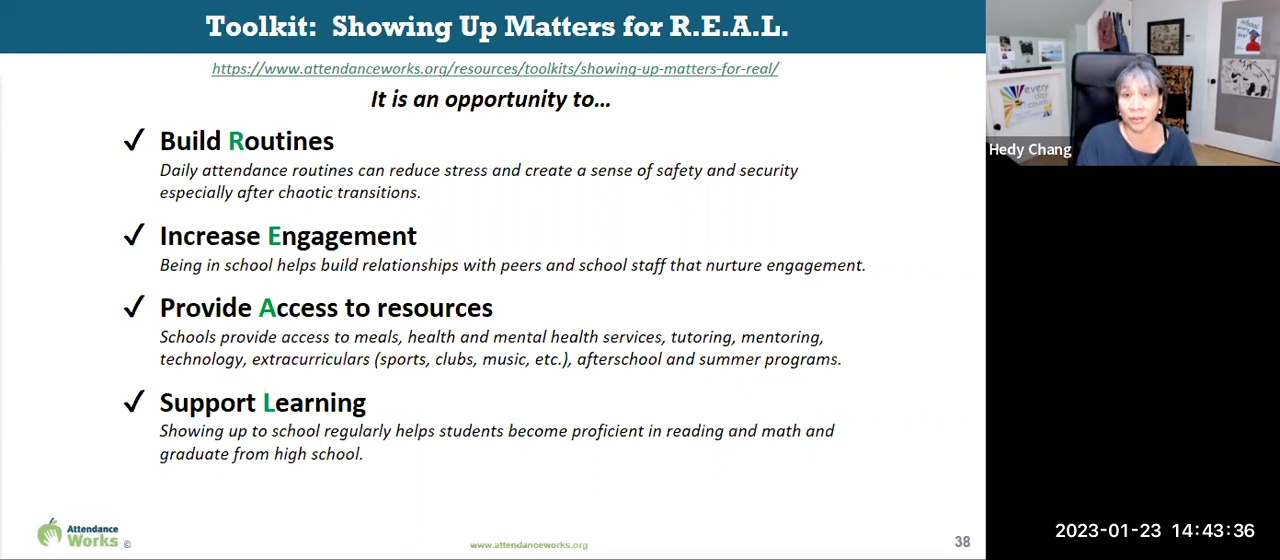 Toolkit:  Showing Up Matters for R.E.A.L.
https://www.attendanceworks.org/resources/toolkits/showing-up-matters-for-real/
It is an opportunity to…
✓ Build Routines
Daily attendance routines can reduce stress and create a sense of safety and security
especially after chaotic transitions.
✓ Increase Engagement
Being in school helps build relationships with peers and school staff that nurture engagement.
✓ Provide Access to resources
Schools provide access to meals, health and mental health services, tutoring, mentoring,
technology, extracurriculars (sports, clubs, music, etc.), afterschool and summer programs.
✓ Support Learning
Showing up to school regularly helps students become proficient in reading and math and
graduate from high school.
Attendance
Works ©
www.attendanceworks.org
38
every
day
counts
Hedy Chang
2023-01-23 14:43:36